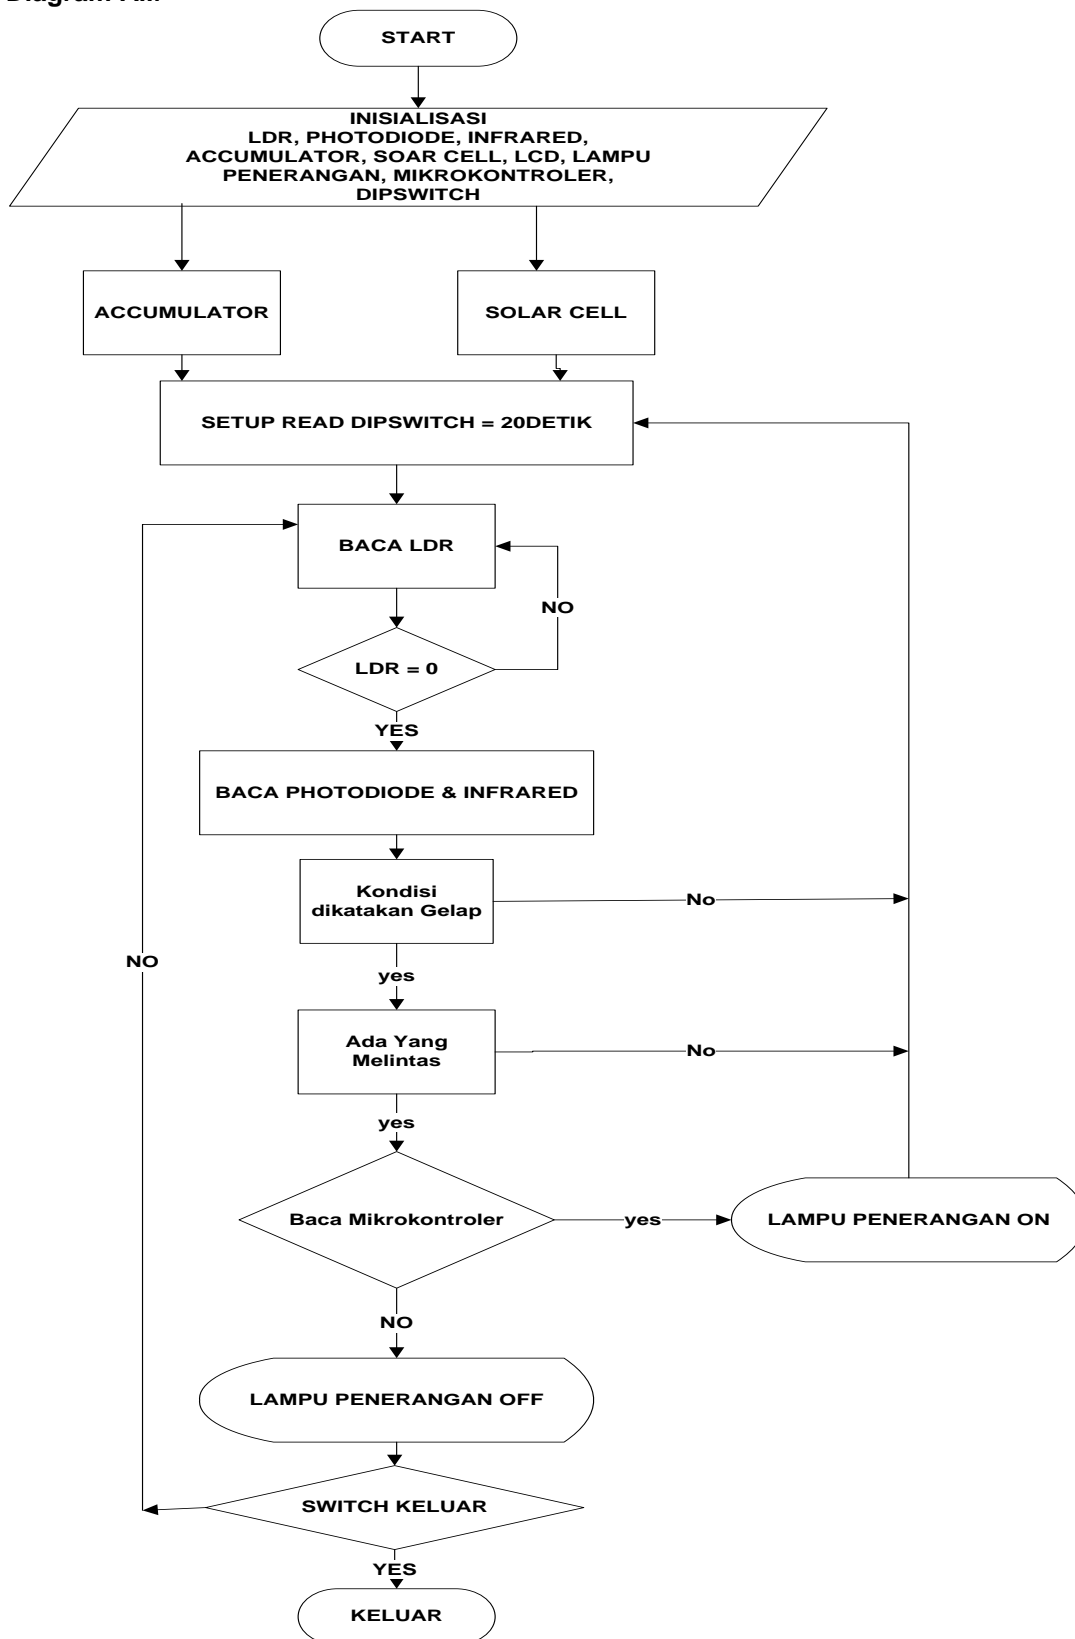 START
INISIALISASI
LDR, PHOTODIODE, INFRARED,
ACCUMULATOR, SOAR CELL, LCD, LAMPU
PENERANGAN, MIKROKONTROLER,
DIPSWITCH
ACCUMULATOR
SOLAR CELL
SETUP READ DIPSWITCH = 20DETIK
BACA LDR
NO
LDR = 0
YES
BACA PHOTODIODE & INFRARED
Kondisi
dikatakan Gelap
No
NO
yes
Ada Yang
Melintas
No
yes
Baca Mikrokontroler
yes
LAMPU PENERANGAN ON
NO
LAMPU PENERANGAN OFF
SWITCH KELUAR
YES
KELUAR